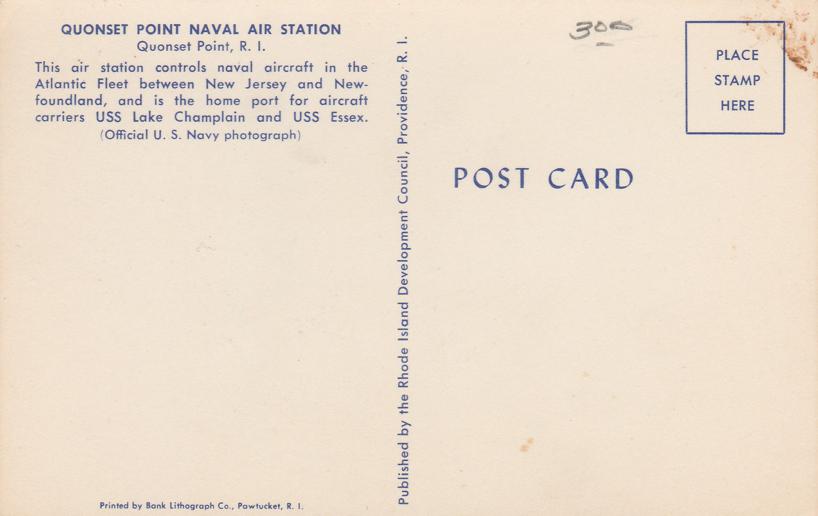 QUONSET POINT NAVAL AIR STATION
Quonset Point, R. I.
This air station controls naval aircraft in the
Atlantic Fleet between New Jersey and New-
foundland, and is the home port for aircraft
carriers USS Lake Champlain and USS Essex.
(Official U. S. Navy photograph)
Printed by Bank Lithograph Co., Pawtucket, R. I.
Published by the Rhode Island Development Council, Providence, R. I.
300
POST CARD
PLACE
STAMP
HERE